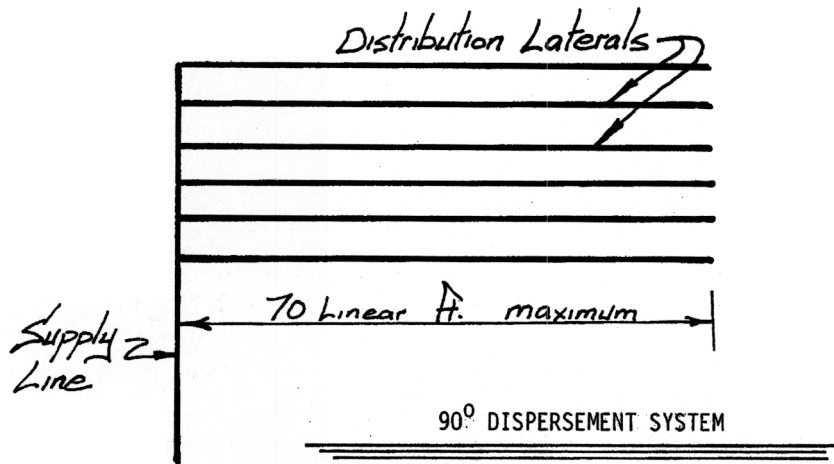 Distribution Laterals
70 Linear ft. maximum
Supply
Line
90° DISPERSEMENT SYSTEM